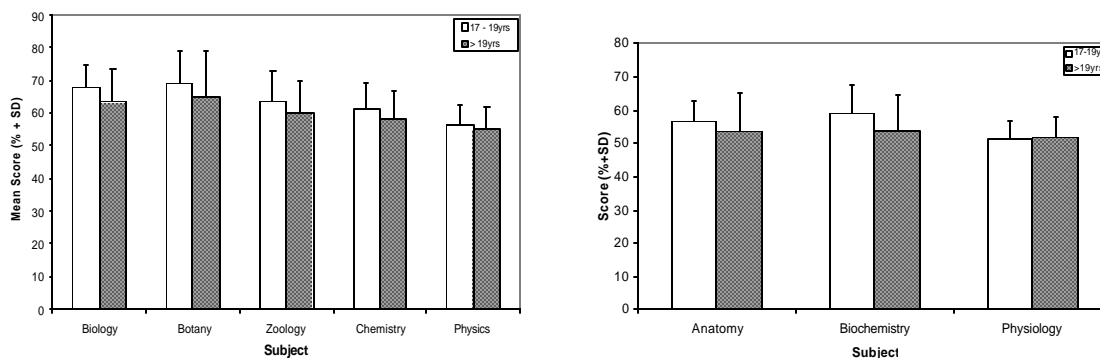 Mean Score (% + SD)
90
80
70
60
50
40
30
20
10
0
17 - 19yrs
> 19yrs
Biology Botany Zoology Chemistry Physics
Subject
Score (%+SD)
80
70
60
50
40
30
20
10
0
17-19y
>19yr
Anatomy Biochemistry Physiology
Subject